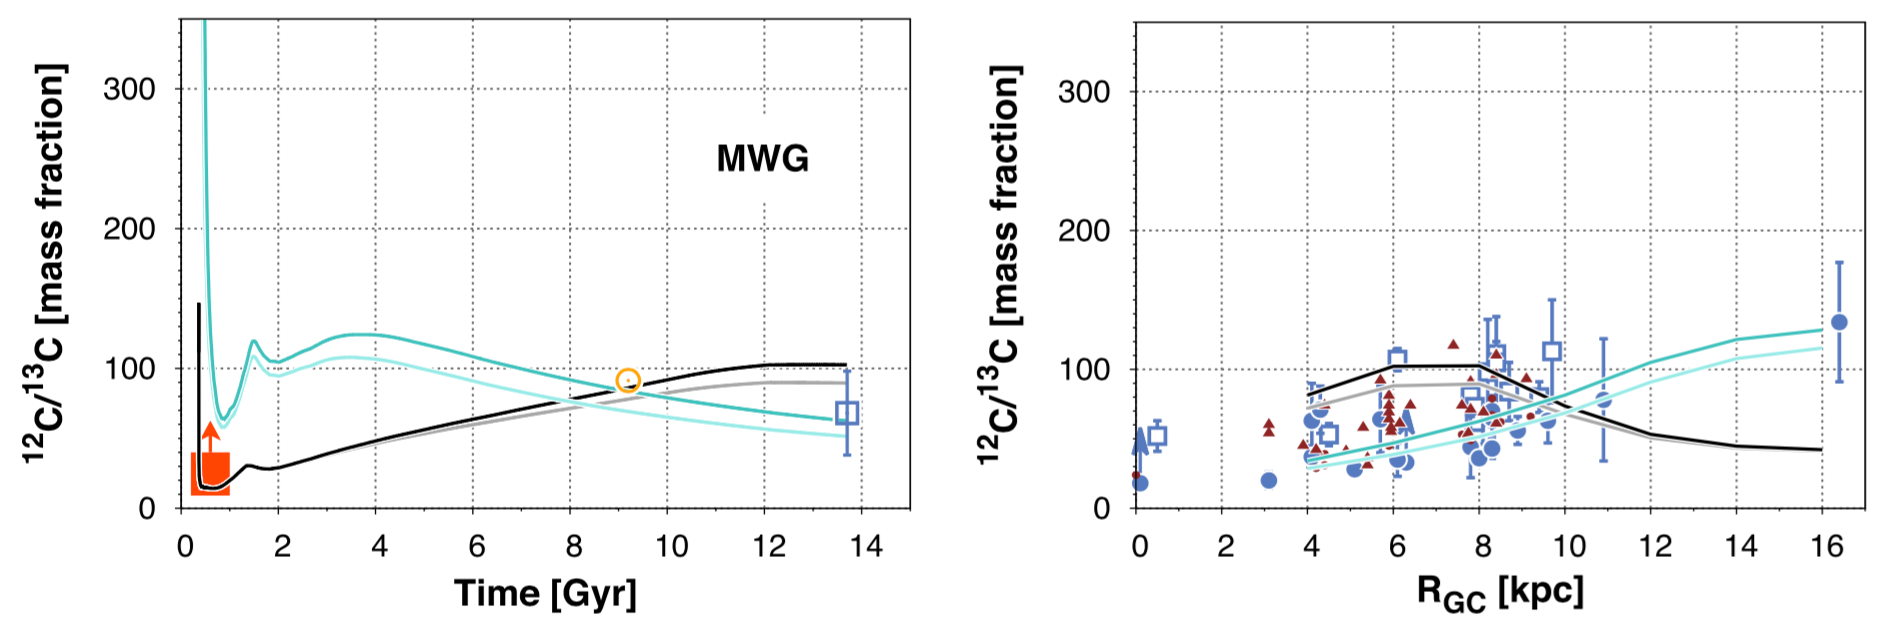 ¹²C/¹³C [mass fraction]
300
200
100
0
MWG
0 2 4 6 8 10 12 14
Time [Gyr]
¹²C/¹³C [mass fraction]
300
200
100
0
0 2 4 6 8 10 12 14 16
R_GC [kpc]